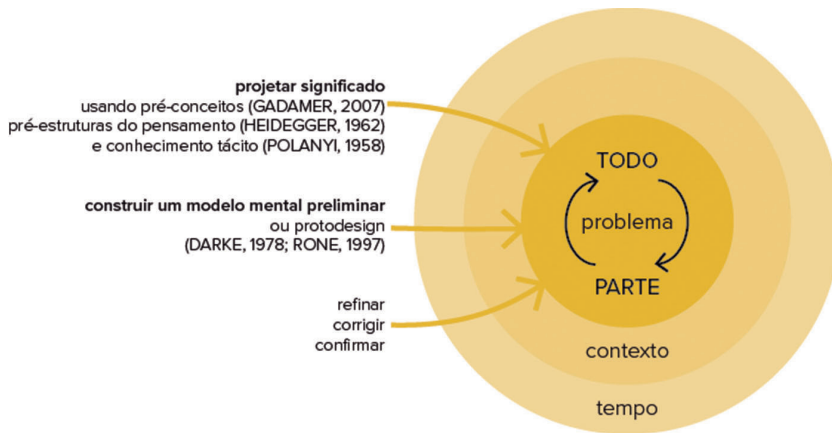 projetar significado
usando pré-conceitos (GADAMER, 2007)
pré-estruturas do pensamento (HEIDEGGER, 1962)
e conhecimento tácito (POLANYI, 1958)
construir um modelo mental preliminar
ou protodesign
(DARKE, 1978; RONE, 1997)
refinar
corrigir
confirmar
TODO
problema
PARTE
contexto
tempo